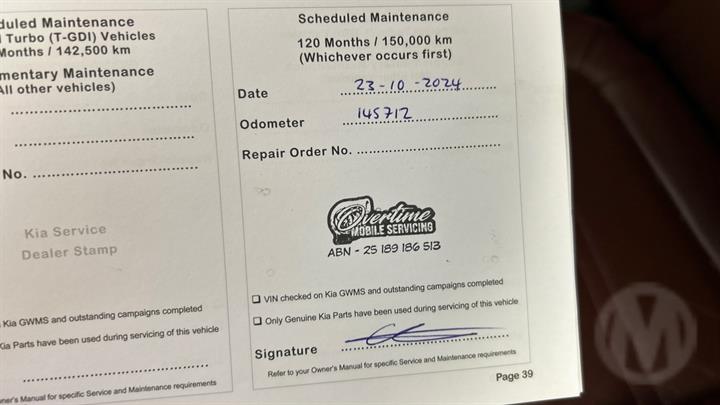 duled Maintenance
Turbo (T-GDI) Vehicles
Months / 142,500 km
mentary Maintenance
All other vehicles)
No.
Kia Service
Dealer Stamp
Kia GWMS and outstanding campaigns completed
Kia Parts have been used during servicing of this vehicle
wner's Manual for specific Service and Maintenance requirements
Scheduled Maintenance
120 Months / 150,000 km
(Whichever occurs first)
Date 23-10-2024
Odometer 145712
Repair Order No.
Overtime
MOBILE SERVICING
ABN - 25 189 186 513
❏ VIN checked on Kia GWMS and outstanding campaigns completed
❏ Only Genuine Kia Parts have been used during servicing of this vehicle
Signature
Refer to your Owner's Manual for specific Service and Maintenance requirements
Page 39
M